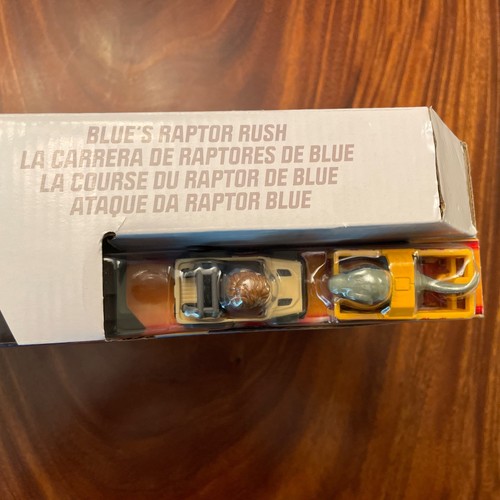 BLUE'S RAPTOR RUSH
LA CARRERA DE RAPTORES DE BLUE
LA COURSE DU RAPTOR DE BLUE
ATAQUE DA RAPTOR BLUE